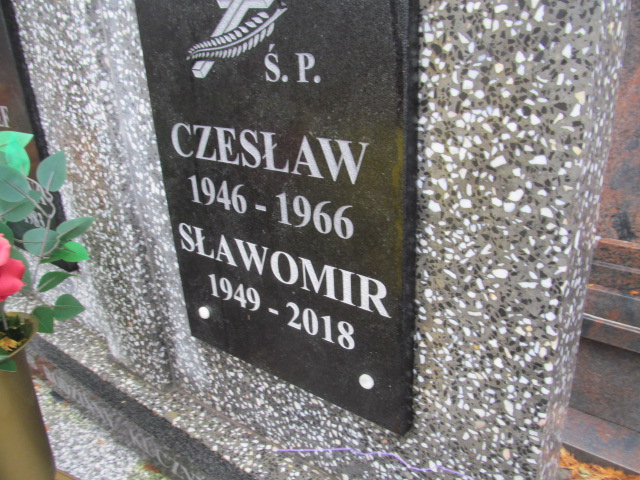 Ś. P.
CZESŁAW
1946 - 1966
SŁAWOMIR
1949 - 2018